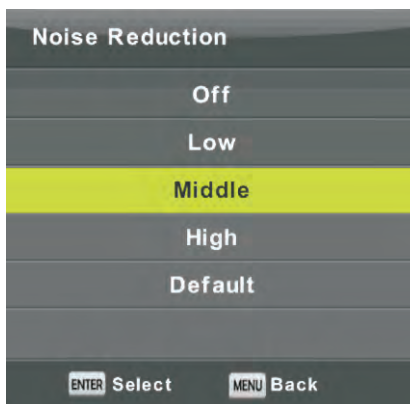 Noise Reduction
Off
Low
Middle
High
Default
ENTER Select MENU Back